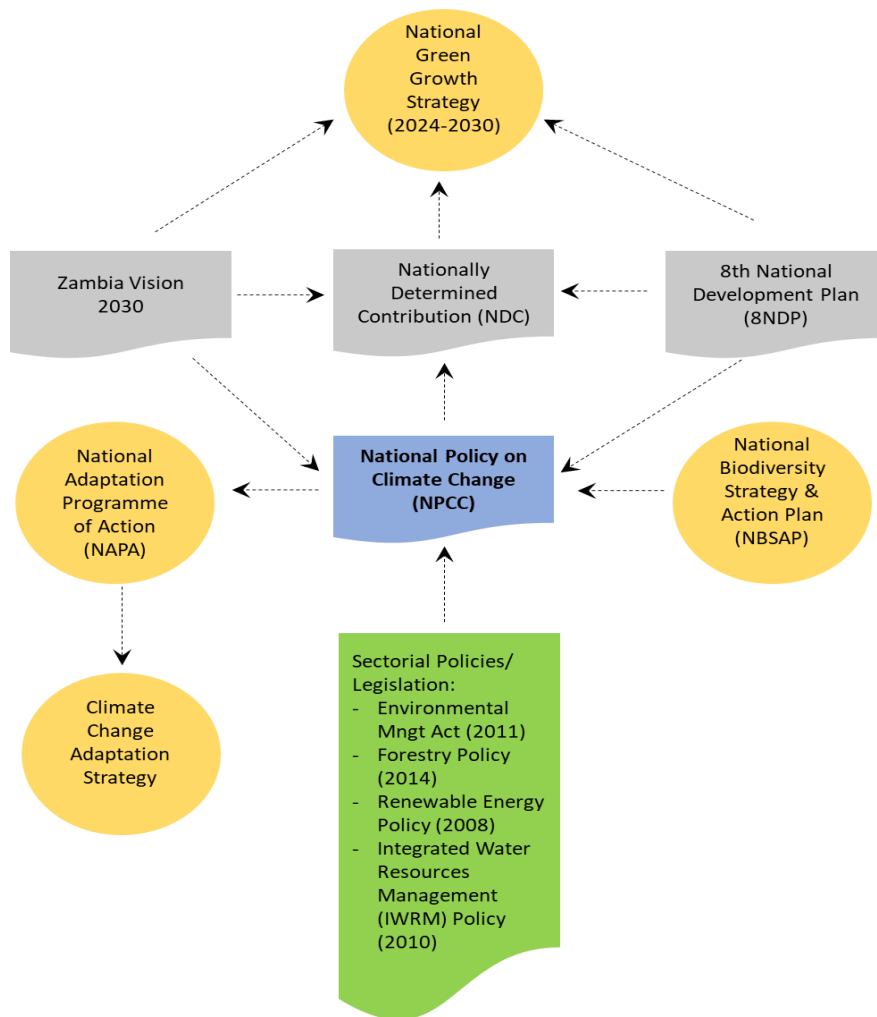 National
Green
Growth
Strategy
(2024-2030)
Zambia Vision
2030
Nationally
Determined
Contribution (NDC)
8th National
Development Plan
(8NDP)
National
Adaptation
Programme
of Action
(NAPA)
National Policy on
Climate Change
(NPCC)
National
Biodiversity
Strategy &
Action Plan
(NBSAP)
Climate
Change
Adaptation
Strategy
Sectorial Policies/
Legislation:
- Environmental
Mngt Act (2011)
- Forestry Policy
(2014)
- Renewable Energy
Policy (2008)
- Integrated Water
Resources
Management
(IWRM) Policy
(2010)